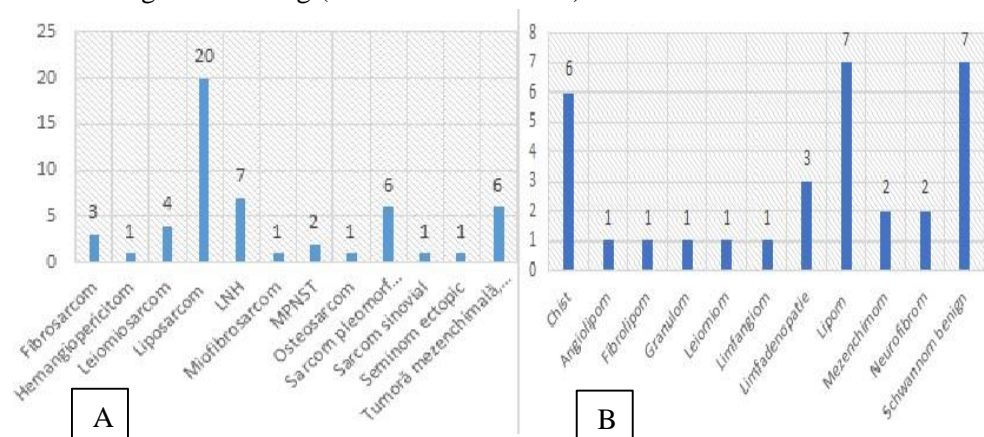 25
20
15
10
5
0
3
1
4
20
7
1
2
1
6
1
1
6
Fibrosarcom
Hemangiopericitom
Leiomiosarcom
Liposarcom
LNH
Miofibrosarcom
MPNST
Osteosarcom
Sarcom pleomorf...
Sarcom sinovial
Seminom ectopic
Tumoră mezenchimală,...
A
8
7
6
5
4
3
2
1
0
6
1
1
1
1
1
3
7
2
2
7
Chist
Angiolipom
Fibrolipom
Granulom
Leiomiom
Limfangiom
Limfadenopatie
Lipom
Mezenchimom
Neurofibrom
Schwannom benign
B